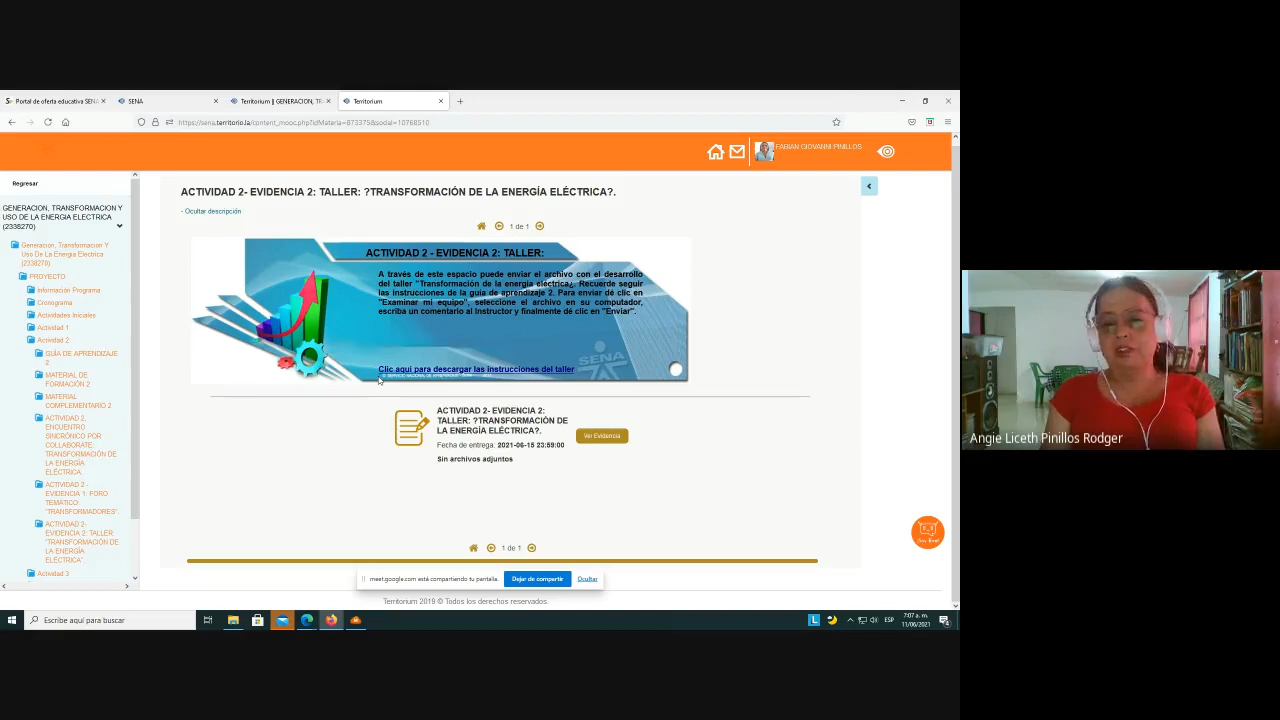 Portal de oferta educativa SENA
SENA
Territorium || GENERACION, TR
Territorium
https://sena.territorio.la/content_mooc.php?idMateria=873375&sodal=10768510
FABIAN GIOVANNI PINILLOS
Regresar
GENERACION, TRANSFORMACION Y
USO DE LA ENERGIA ELECTRICA
(2338270)
Generacion, Transformacion Y
Uso De La Energia Electrica
(2338270)
PROYECTO
Información Programa
Cronograma
Actividades Iniciales
Actividad 1
Actividad 2
GUÍA DE APRENDIZAJE
2
MATERIAL DE
FORMACIÓN 2
MATERIAL
COMPLEMENTARIO 2
ACTIVIDAD 2,
ENCUENTRO
SINCRÓNICO POR
COLLABORATE:
TRANSFORMACIÓN DE
LA ENERGÍA
ELÉCTRICA
ACTIVIDAD 2 -
EVIDENCIA 1: FORO
TEMÁTICO:
"TRANSFORMADORES".
ACTIVIDAD 2-
EVIDENCIA 2: TALLER:
"TRANSFORMACIÓN DE
LA ENERGÍA
ELÉCTRICA".
Actividad 3
ACTIVIDAD 2- EVIDENCIA 2: TALLER: ?TRANSFORMACIÓN DE LA ENERGÍA ELÉCTRICA?.
- Ocultar descripción
1 de 1
ACTIVIDAD 2 - EVIDENCIA 2: TALLER:
A través de este espacio puede enviar el archivo con el desarrollo
del taller "Transformación de la energía eléctrica¿. Recuerde seguir
las instrucciones de la guía de aprendizaje 2. Para enviar dé clic en
"Examinar mi equipo", seleccione el archivo en su computador,
escriba un comentario al Instructor y finalmente dé clic en "Enviar".
SENA
Clic aquí para descargar las instrucciones del taller
ACTIVIDAD 2- EVIDENCIA 2:
TALLER: ?TRANSFORMACIÓN DE
LA ENERGÍA ELÉCTRICA?.
Fecha de entrega: 2021-06-15 23:59:00
Sin archivos adjuntos
Ver Evidencia
1 de 1
meet.google.com está compartiendo tu pantalla.
Dejar de compartir
Ocultar
Territorium 2019 © Todos los derechos reservados.
Escribe aquí para buscar
L
ESP
7:07 a. m.
11/06/2021
Angie Liceth Pinillos Rodger